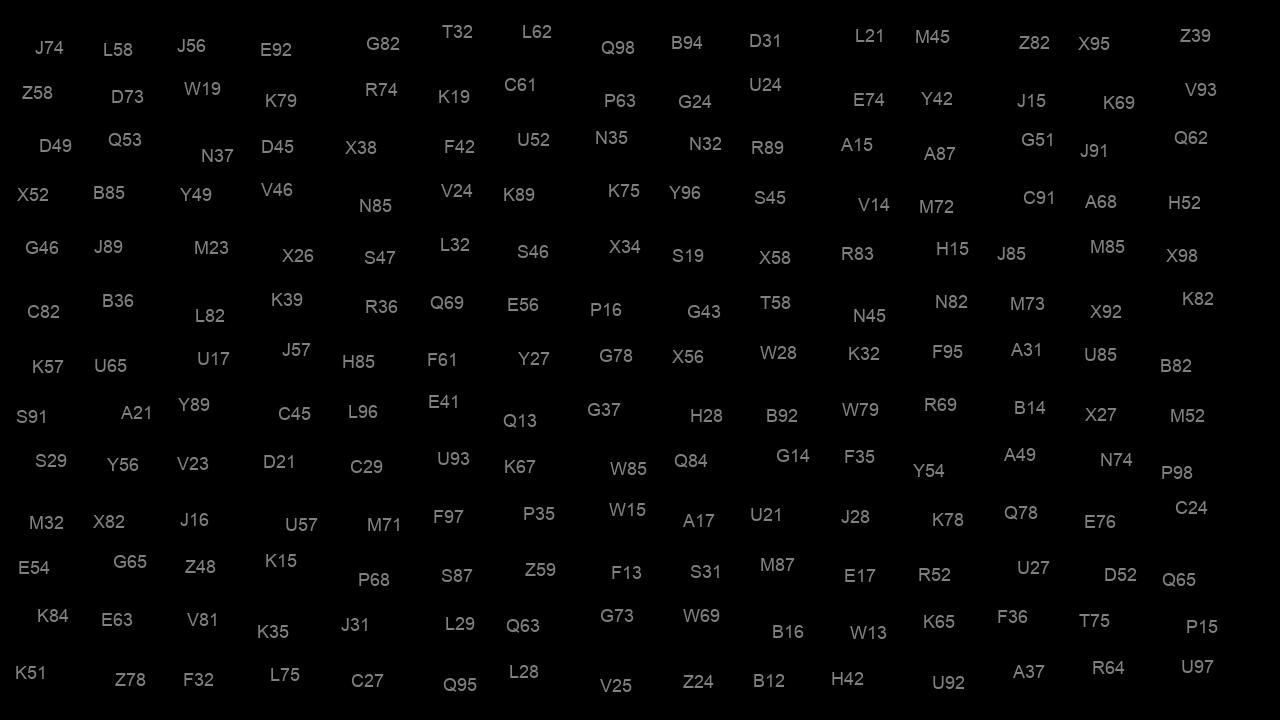 J74 L58 J56 E92 G82 T32 L62 Q98 B94 D31 L21 M45 Z82 X95 Z39
Z58 D73 W19 K79 R74 K19 C61 P63 G24 U24 E74 Y42 J15 K69 V93
D49 Q53 N37 D45 X38 F42 U52 N35 N32 R89 A15 A87 G51 J91 Q62
X52 B85 Y49 V46 N85 V24 K89 K75 Y96 S45 V14 M72 C91 A68 H52
G46 J89 M23 X26 S47 L32 S46 X34 S19 X58 R83 H15 J85 M85 X98
C82 B36 L82 K39 R36 Q69 E56 P16 G43 T58 N45 N82 M73 X92 K82
K57 U65 U17 J57 H85 F61 Y27 G78 X56 W28 K32 F95 A31 U85 B82
S91 A21 Y89 C45 L96 E41 Q13 G37 H28 B92 W79 R69 B14 X27 M52
S29 Y56 V23 D21 C29 U93 K67 W85 Q84 G14 F35 Y54 A49 N74 P98
M32 X82 J16 U57 M71 F97 P35 W15 A17 U21 J28 K78 Q78 E76 C24
E54 G65 Z48 K15 P68 S87 Z59 F13 S31 M87 E17 R52 U27 D52 Q65
K84 E63 V81 K35 J31 L29 Q63 G73 W69 B16 W13 K65 F36 T75 P15
K51 Z78 F32 L75 C27 Q95 L28 V25 Z24 B12 H42 U92 A37 R64 U97